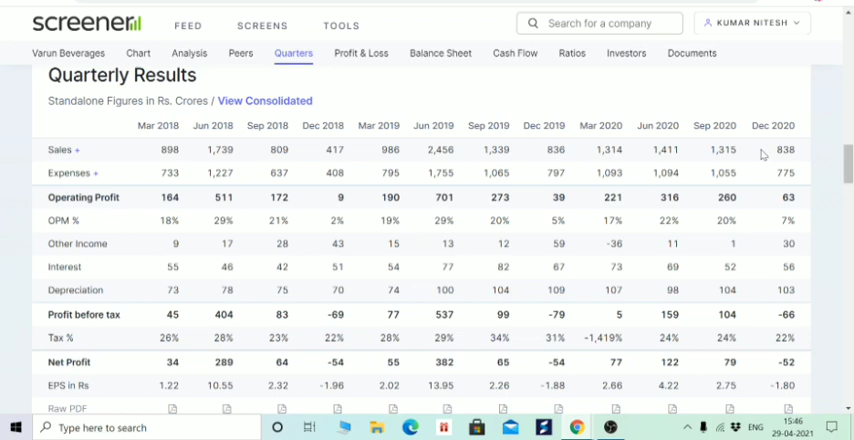 screener
FEED SCREENS TOOLS
Search for a company
KUMAR NITESH
Varun Beverages Chart Analysis Peers Quarters Profit & Loss Balance Sheet Cash Flow Ratios Investors Documents
Quarterly Results
Standalone Figures in Rs. Crores / View Consolidated
Mar 2018 Jun 2018 Sep 2018 Dec 2018 Mar 2019 Jun 2019 Sep 2019 Dec 2019 Mar 2020 Jun 2020 Sep 2020 Dec 2020
Sales + 898 1,739 809 417 986 2,456 1,339 836 1,314 1,411 1,315 838
Expenses + 733 1,227 637 408 795 1,755 1,065 797 1,093 1,094 1,055 775
Operating Profit 164 511 172 9 190 701 273 39 221 316 260 63
OPM % 18% 29% 21% 2% 19% 29% 20% 5% 17% 22% 20% 7%
Other Income 9 17 28 43 15 13 12 59 -36 11 1 30
Interest 55 46 42 51 54 77 82 67 73 69 52 56
Depreciation 73 78 75 70 74 100 104 109 107 98 104 103
Profit before tax 45 404 83 -69 77 537 99 -79 5 159 104 -66
Tax % 26% 28% 23% 22% 28% 29% 34% 31% -1,419% 24% 24% 22%
Net Profit 34 289 64 -54 55 382 65 -54 77 122 79 -52
EPS in Rs 1.22 10.55 2.32 -1.96 2.02 13.95 2.26 -1.88 2.66 4.22 2.75 -1.80
Raw PDF
Type here to search
ENG
15:46
29-04-2021